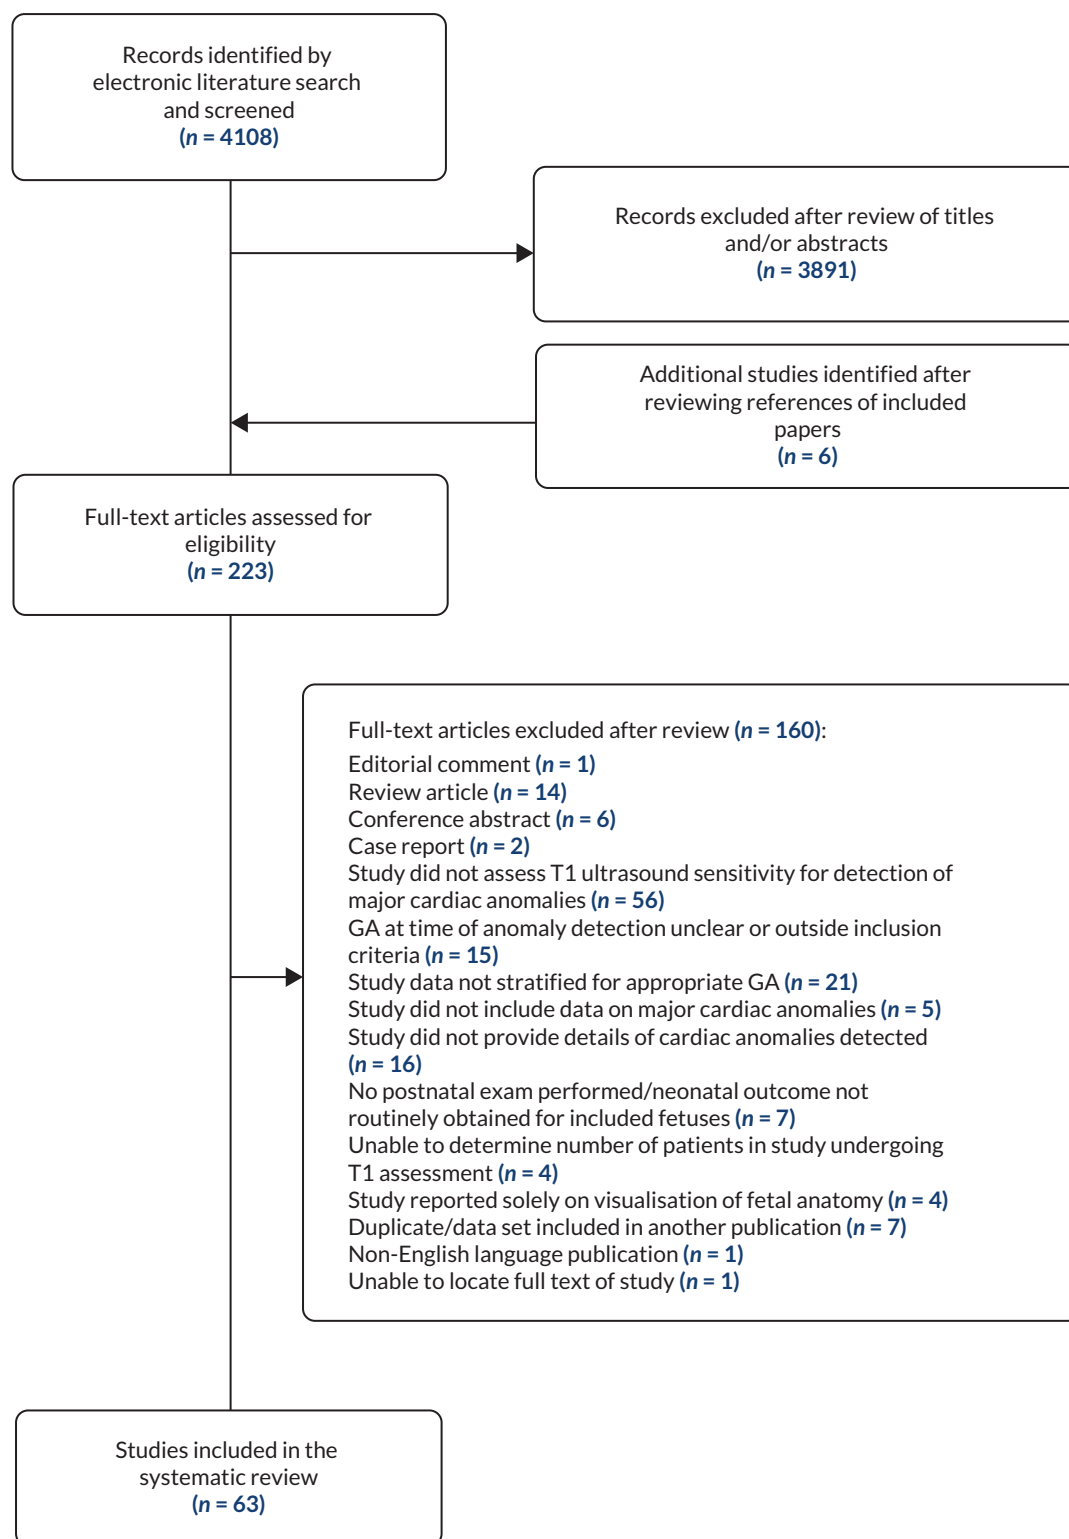 Records identified by
electronic literature search
and screened
(n = 4108)
Records excluded after review of titles
and/or abstracts
(n = 3891)
Additional studies identified after
reviewing references of included
papers
(n = 6)
Full-text articles assessed for
eligibility
(n = 223)
Full-text articles excluded after review (n = 160):
Editorial comment (n = 1)
Review article (n = 14)
Conference abstract (n = 6)
Case report (n = 2)
Study did not assess T1 ultrasound sensitivity for detection of
major cardiac anomalies (n = 56)
GA at time of anomaly detection unclear or outside inclusion
criteria (n = 15)
Study data not stratified for appropriate GA (n = 21)
Study did not include data on major cardiac anomalies (n = 5)
Study did not provide details of cardiac anomalies detected
(n = 16)
No postnatal exam performed/neonatal outcome not
routinely obtained for included fetuses (n = 7)
Unable to determine number of patients in study undergoing
T1 assessment (n = 4)
Study reported solely on visualisation of fetal anatomy (n = 4)
Duplicate/data set included in another publication (n = 7)
Non-English language publication (n = 1)
Unable to locate full text of study (n = 1)
Studies included in the
systematic review
(n = 63)